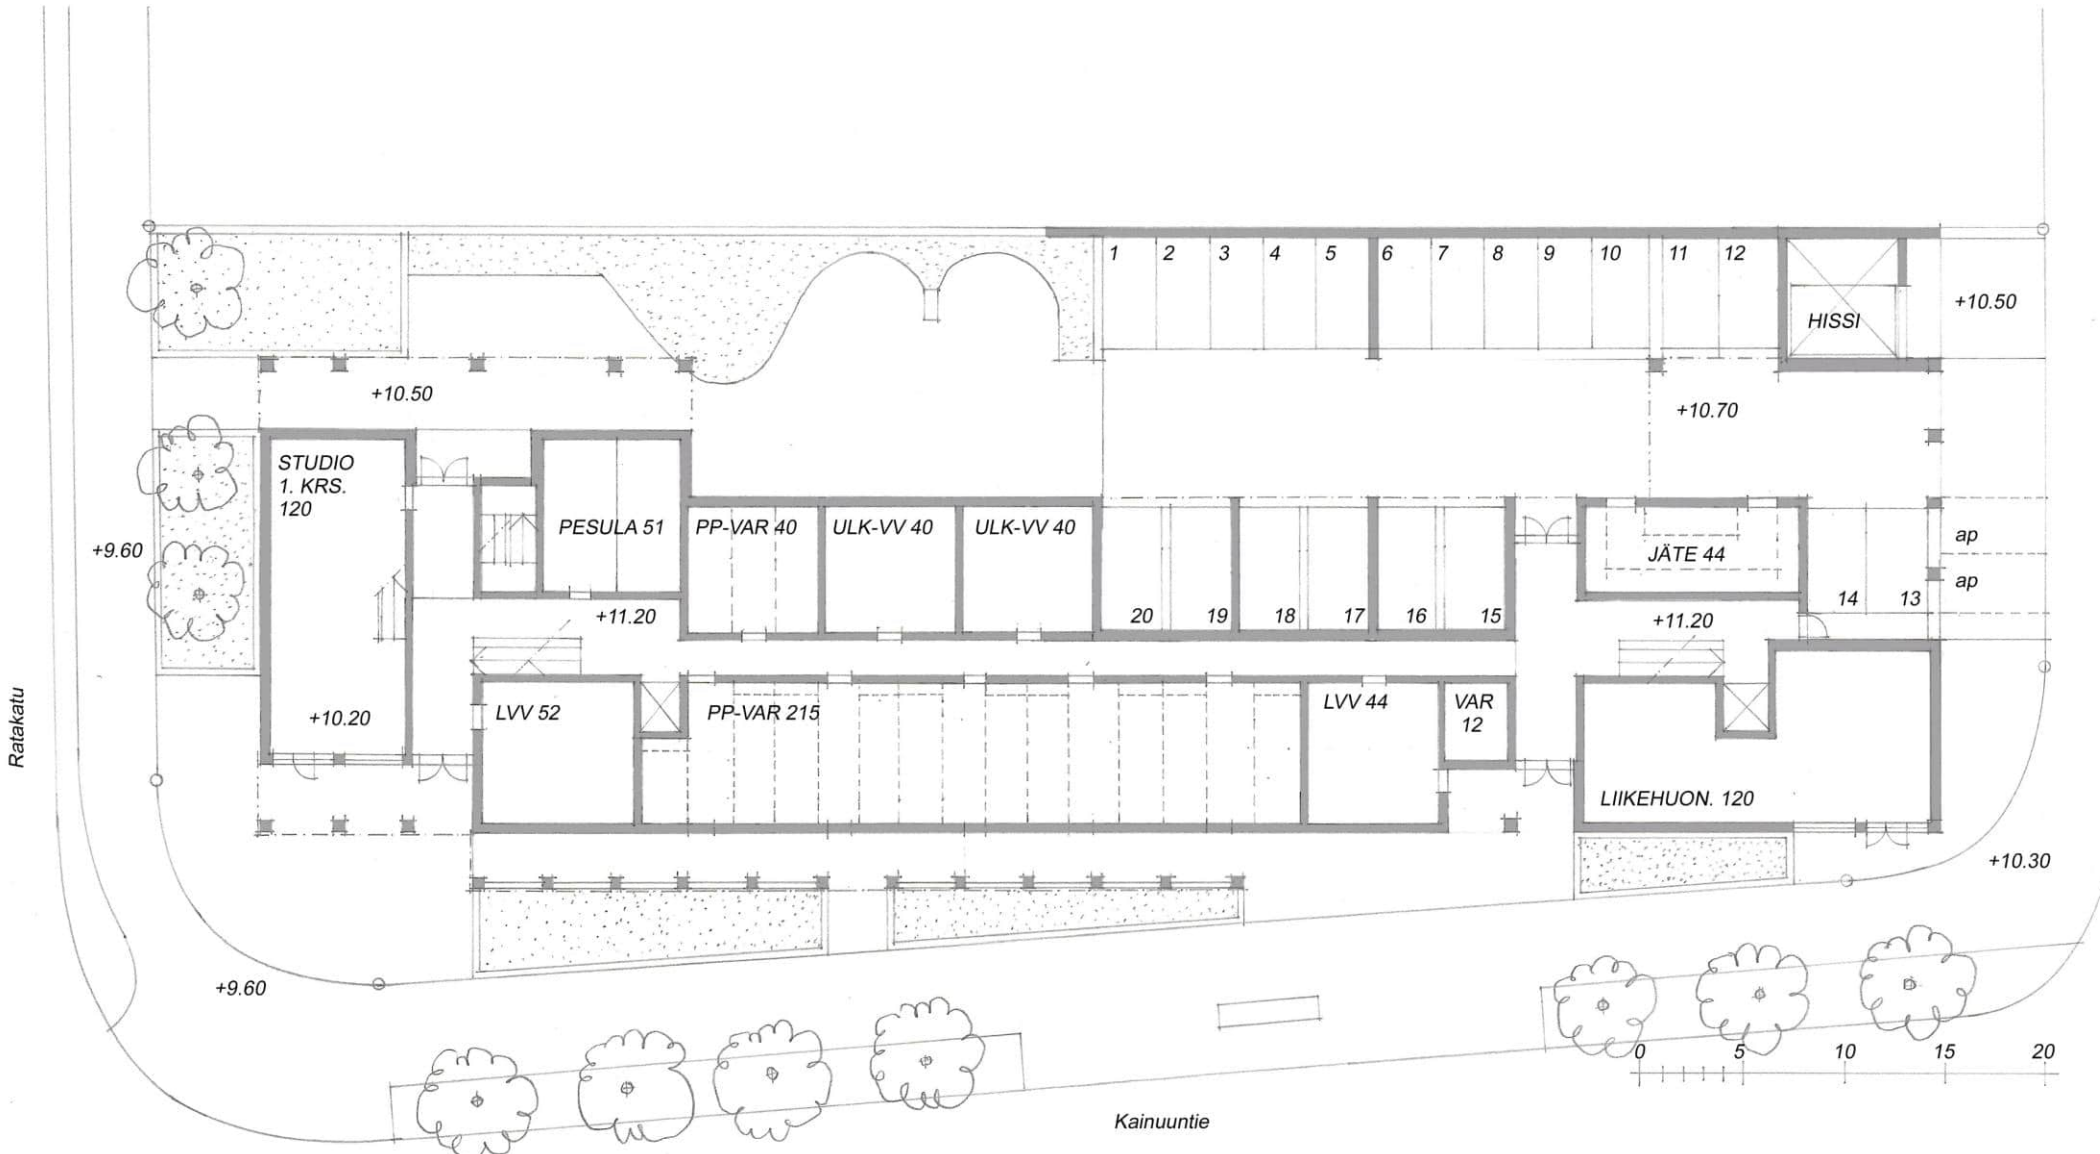 1 2 3 4 5 6 7 8 9 10 11 12
HISSI
+10.50
+10.50
+10.70
STUDIO
1. KRS.
120
PESULA 51
PP-VAR 40
ULK-VV 40
ULK-VV 40
JÄTE 44
ap
ap
+9.60
+11.20
20 19 18 17 16 15
14 13
+11.20
Ratakatu
+10.20
LVV 52
PP-VAR 215
LVV 44
VAR
12
LIIKEHUON. 120
+10.30
+9.60
0 5 10 15 20
Kainuuntie